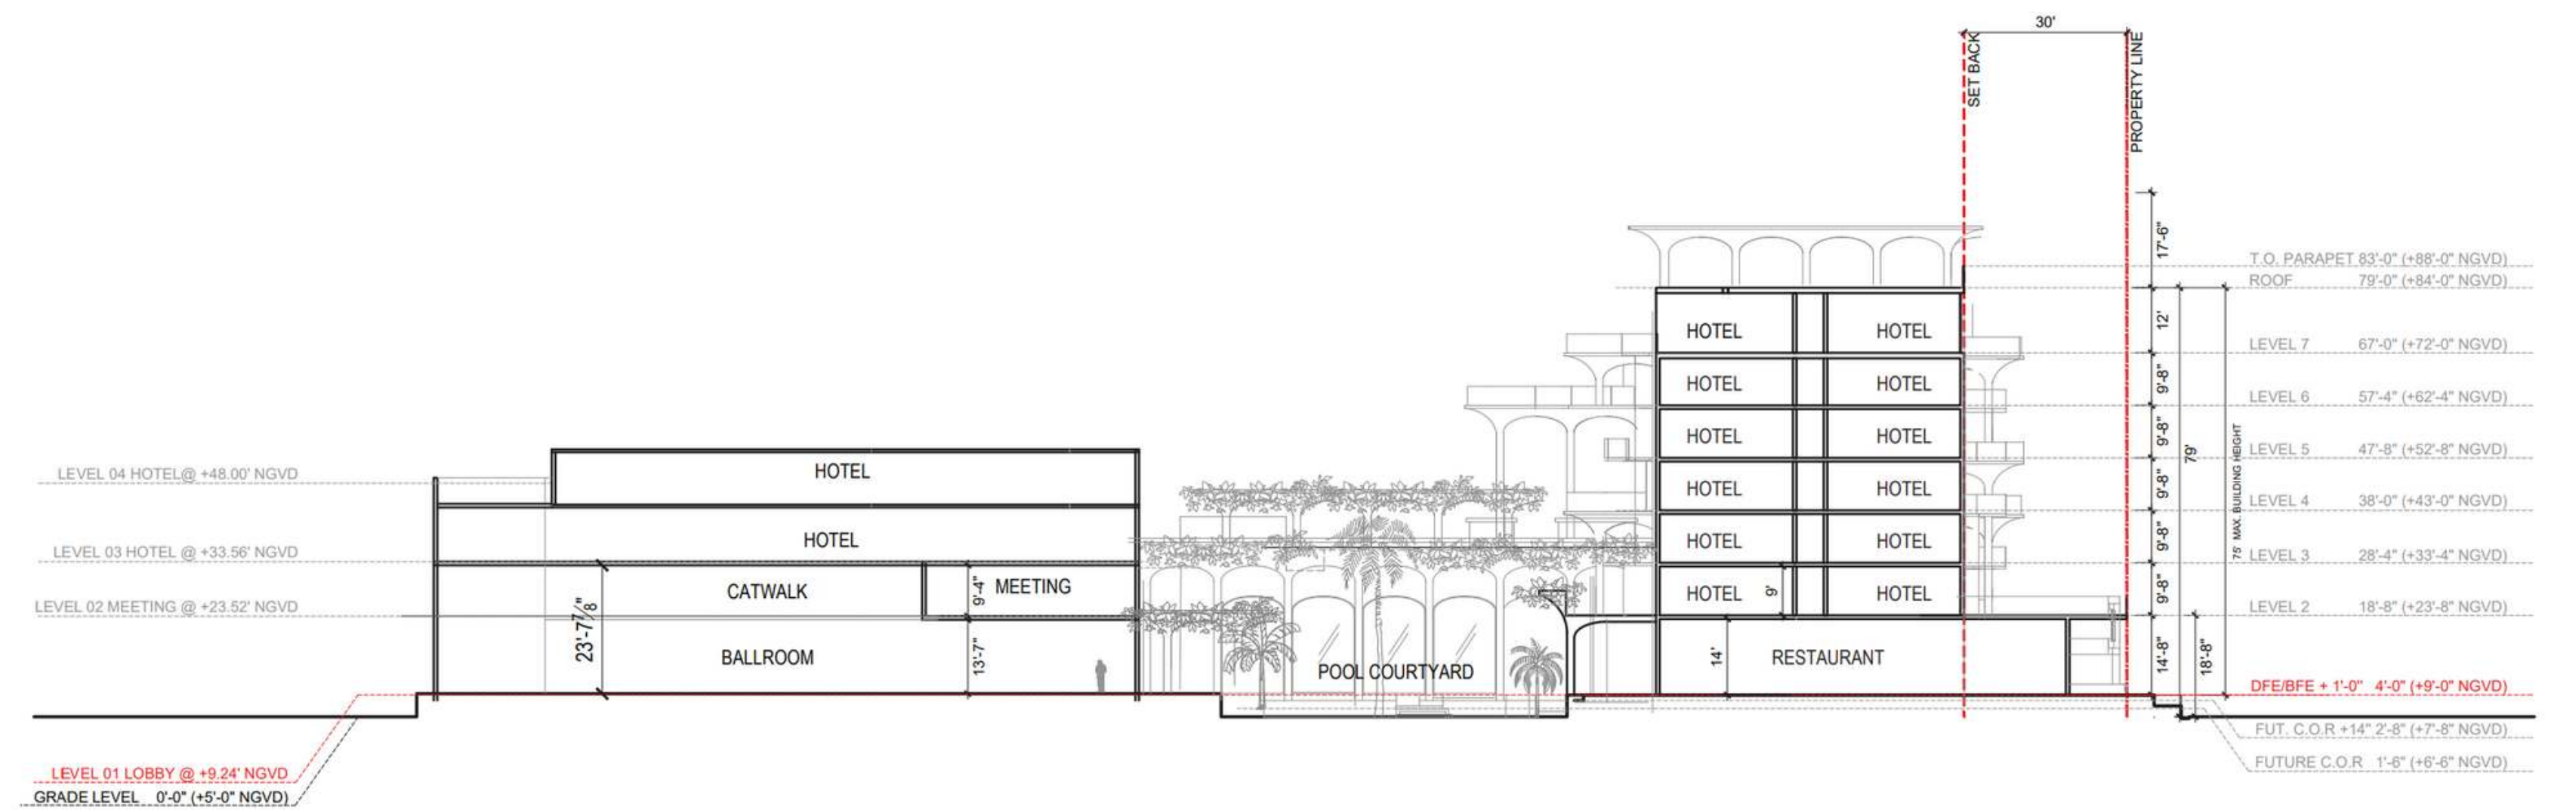 30'
SET BACK
PROPERTY LINE
17'-6"
T.O. PARAPET 83'-0" (+88'-0" NGVD)
ROOF 79'-0" (+84'-0" NGVD)
12'
HOTEL HOTEL
LEVEL 7 67'-0" (+72'-0" NGVD)
9'-8"
HOTEL HOTEL
LEVEL 6 57'-4" (+62'-4" NGVD)
9'-8"
HOTEL HOTEL
79'
75' MAX. BUILDING HEIGHT
LEVEL 5 47'-8" (+52'-8" NGVD)
LEVEL 04 HOTEL@ +48.00' NGVD
HOTEL
9'-8"
HOTEL HOTEL
LEVEL 4 38'-0" (+43'-0" NGVD)
HOTEL
9'-8"
HOTEL HOTEL
LEVEL 03 HOTEL @ +33.56' NGVD
LEVEL 3 28'-4" (+33'-4" NGVD)
CATWALK
9'-4"
MEETING
HOTEL
9'
HOTEL
9'-8"
LEVEL 02 MEETING @ +23.52' NGVD
LEVEL 2 18'-8" (+23'-8" NGVD)
23'-7⅞"
BALLROOM
13'-7"
POOL COURTYARD
14'
RESTAURANT
14'-8"
18'-8"
DFE/BFE + 1'-0" 4'-0" (+9'-0" NGVD)
FUT. C.O.R +14" 2'-8" (+7'-8" NGVD)
FUTURE C.O.R 1'-6" (+6'-6" NGVD)
LEVEL 01 LOBBY @ +9.24' NGVD
GRADE LEVEL 0'-0" (+5'-0" NGVD)